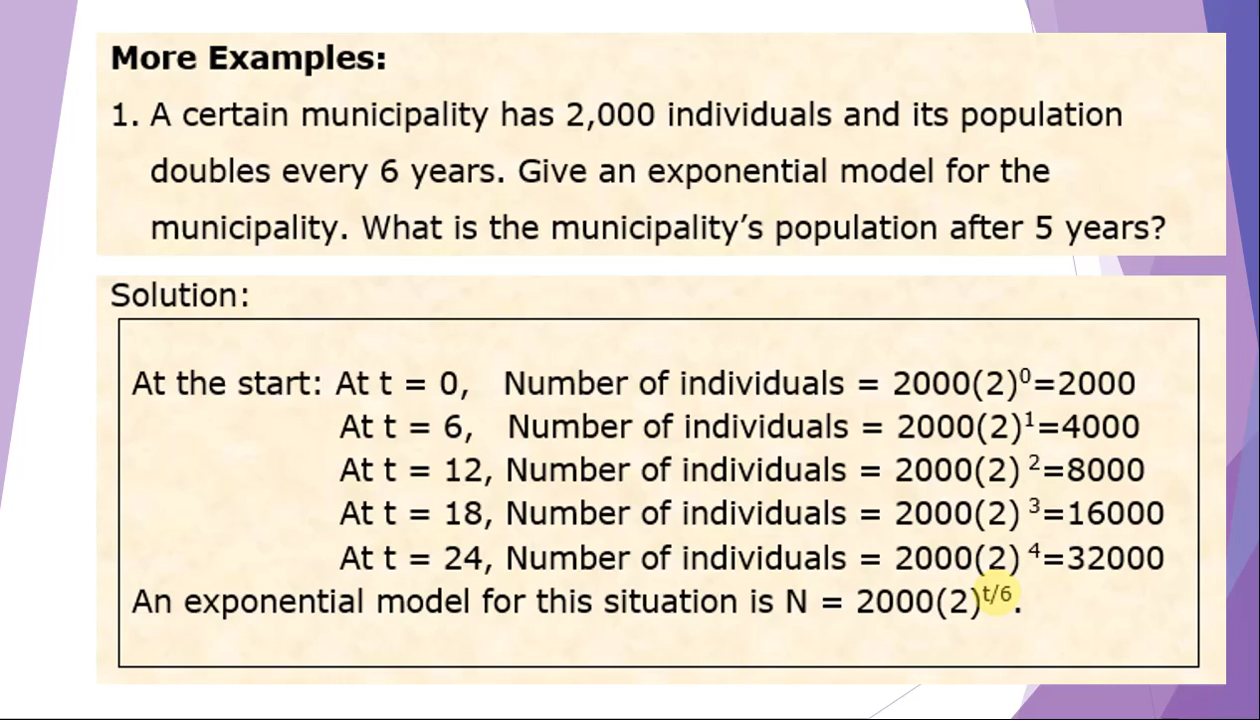 More Examples:
1. A certain municipality has 2,000 individuals and its population
doubles every 6 years. Give an exponential model for the
municipality. What is the municipality’s population after 5 years?
Solution:
At the start: At t = 0, Number of individuals = 2000(2)⁰=2000
At t = 6, Number of individuals = 2000(2)¹=4000
At t = 12, Number of individuals = 2000(2) ²=8000
At t = 18, Number of individuals = 2000(2) ³=16000
At t = 24, Number of individuals = 2000(2) ⁴=32000
An exponential model for this situation is N = 2000(2)^t/6.